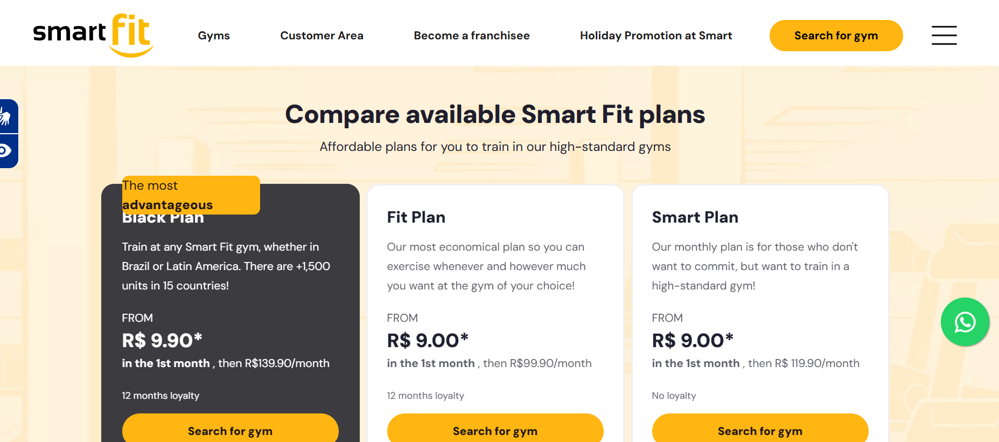 smart fit
Gyms
Customer Area
Become a franchisee
Holiday Promotion at Smart
Search for gym
Compare available Smart Fit plans
Affordable plans for you to train in our high-standard gyms
The most
advantageous
Black Plan
Train at any Smart Fit gym, whether in
Brazil or Latin America. There are +1,500
units in 15 countries!
FROM
R$ 9.90*
in the 1st month , then R$139.90/month
12 months loyalty
Search for gym
Fit Plan
Our most economical plan so you can
exercise whenever and however much
you want at the gym of your choice!
FROM
R$ 9.00*
in the 1st month , then R$99.90/month
12 months loyalty
Search for gym
Smart Plan
Our monthly plan is for those who don't
want to commit, but want to train in a
high-standard gym!
FROM
R$ 9.00*
in the 1st month , then R$ 119.90/month
No loyalty
Search for gym